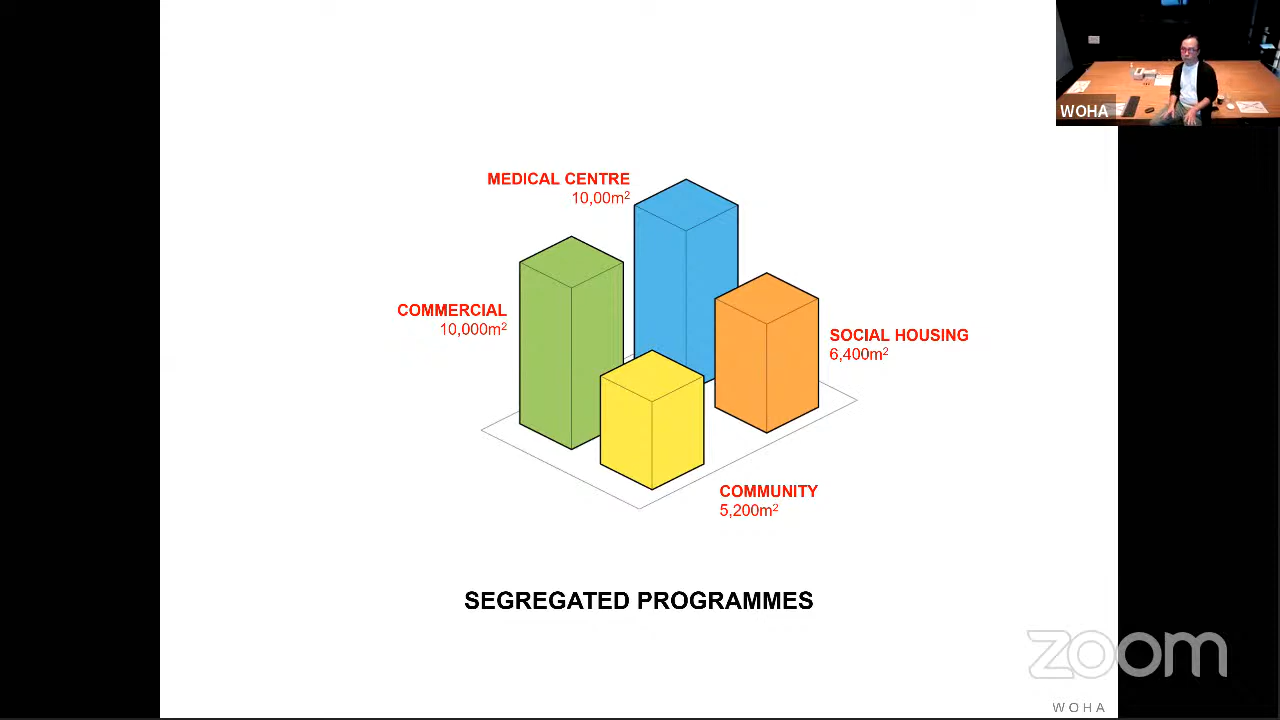 WOHA
MEDICAL CENTRE
10,00m²
COMMERCIAL
10,000m²
SOCIAL HOUSING
6,400m²
COMMUNITY
5,200m²
SEGREGATED PROGRAMMES
zoom
WOHA